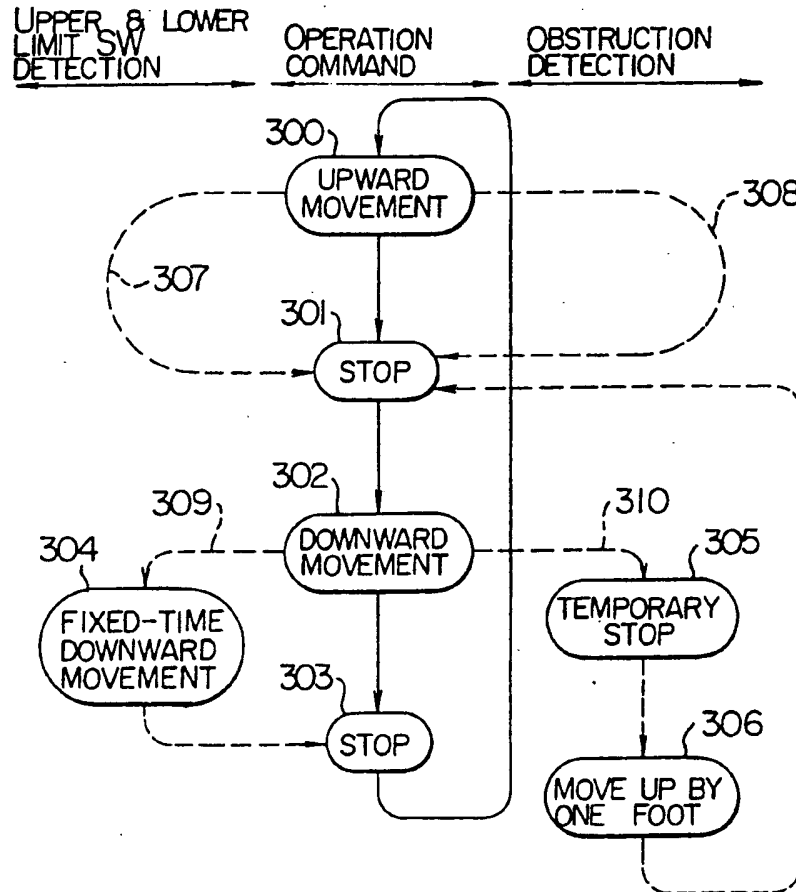 UPPER & LOWER
LIMIT SW
DETECTION
OPERATION
COMMAND
OBSTRUCTION
DETECTION
300
UPWARD
MOVEMENT
308
307
301
STOP
302
309
310
304
DOWNWARD
MOVEMENT
305
FIXED-TIME
DOWNWARD
MOVEMENT
TEMPORARY
STOP
303
STOP
306
MOVE UP BY
ONE FOOT